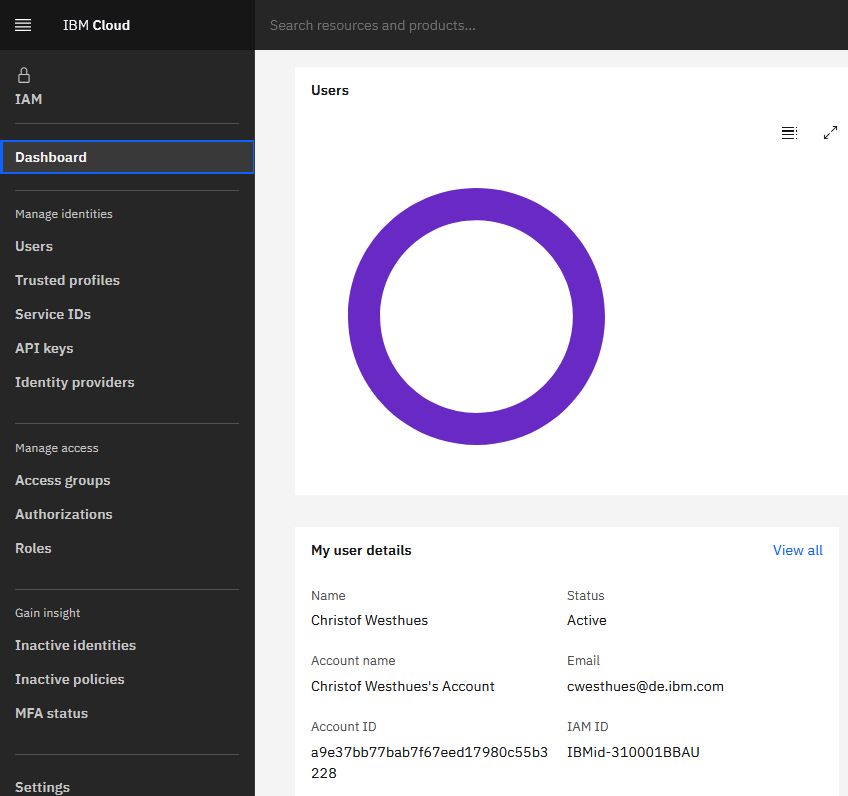 IBM Cloud
Search resources and products...
IAM
Dashboard
Manage identities
Users
Trusted profiles
Service IDs
API keys
Identity providers
Manage access
Access groups
Authorizations
Roles
Gain insight
Inactive identities
Inactive policies
MFA status
Settings
Users
My user details
View all
Name
Christof Westhues
Status
Active
Account name
Christof Westhues's Account
Email
cwesthues@de.ibm.com
Account ID
a9e37bb77bab7f67eed17980c55b3
228
IAM ID
IBMid-310001BBAU